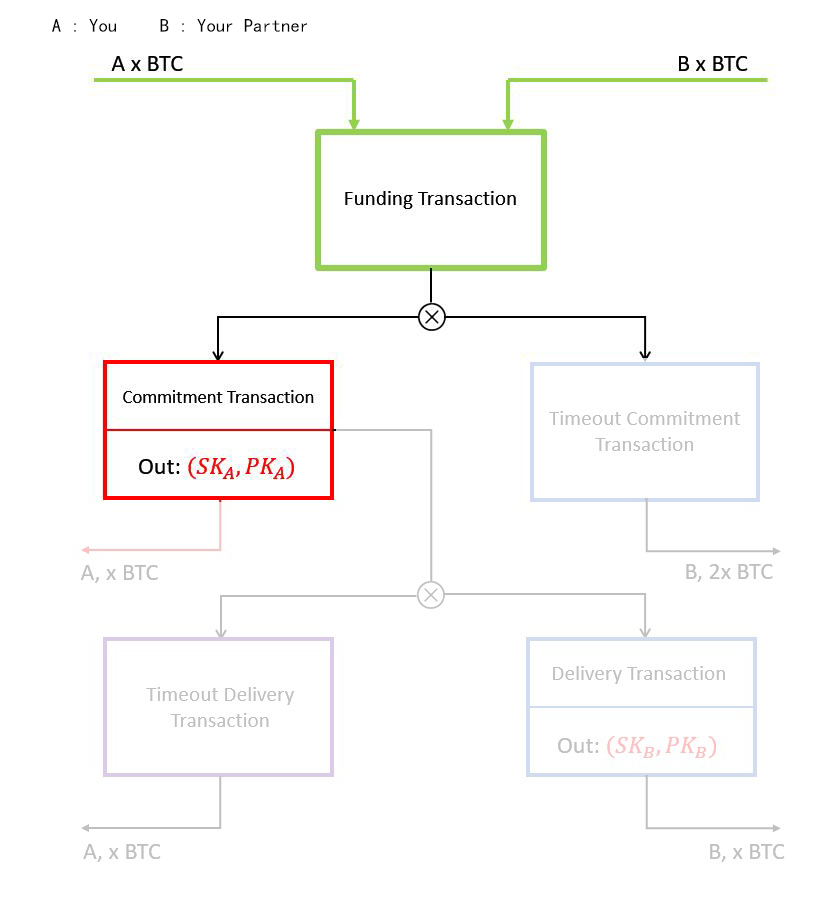 A : You    B : Your Partner
A x BTC
B x BTC
Funding Transaction
Commitment Transaction
Out: (SK_A, PK_A)
Timeout Commitment
Transaction
A, x BTC
B, 2x BTC
Timeout Delivery
Transaction
Delivery Transaction
Out: (SK_B, PK_B)
A, x BTC
B, x BTC